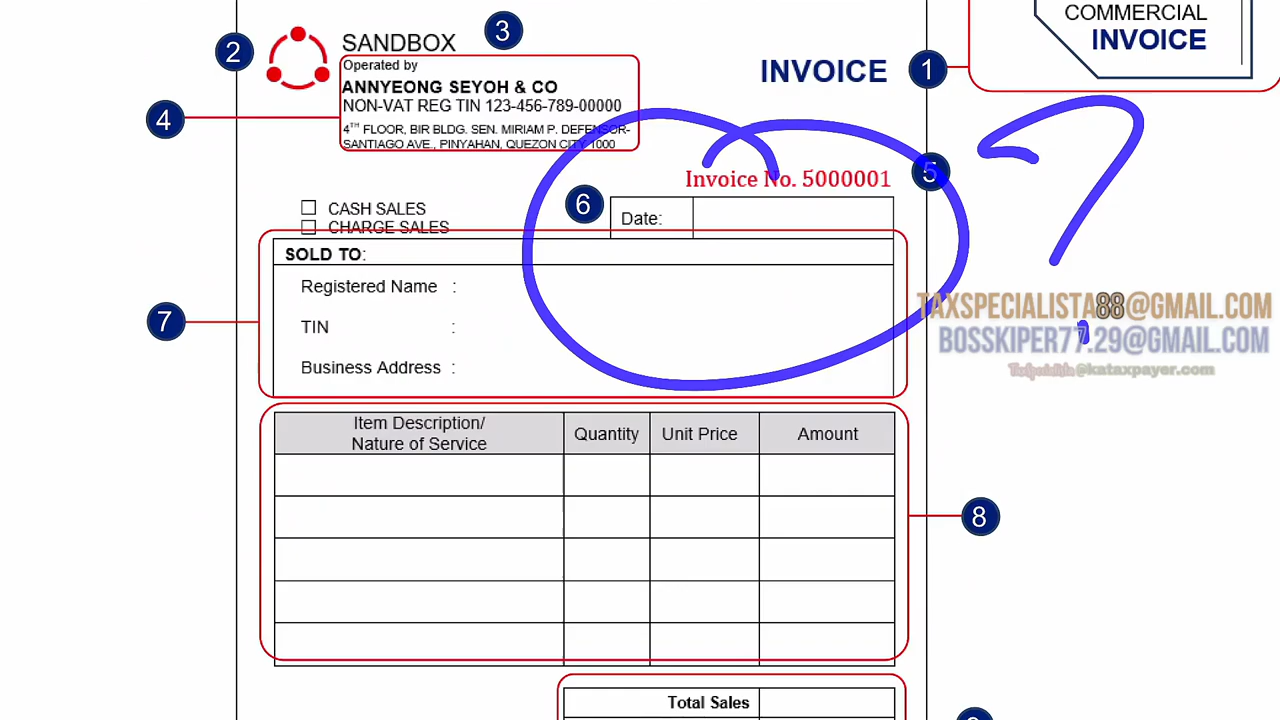 COMMERCIAL
INVOICE
1
2
3
SANDBOX
Operated by
ANNYEONG SEYOH & CO
NON-VAT REG TIN 123-456-789-00000
4TH FLOOR, BIR BLDG. SEN. MIRIAM P. DEFENSOR-
SANTIAGO AVE., PINYAHAN, QUEZON CITY 1000
4
INVOICE
Invoice No. 5000001
5
6
Date:
CASH SALES
CHARGE SALES
SOLD TO:
Registered Name :
TIN :
Business Address :
7
TAXSPECIALISTA88@GMAIL.COM
BOSSKIPER77.29@GMAIL.COM
@kataxpayer.com
Item Description/
Nature of Service
Quantity
Unit Price
Amount
8
Total Sales
?